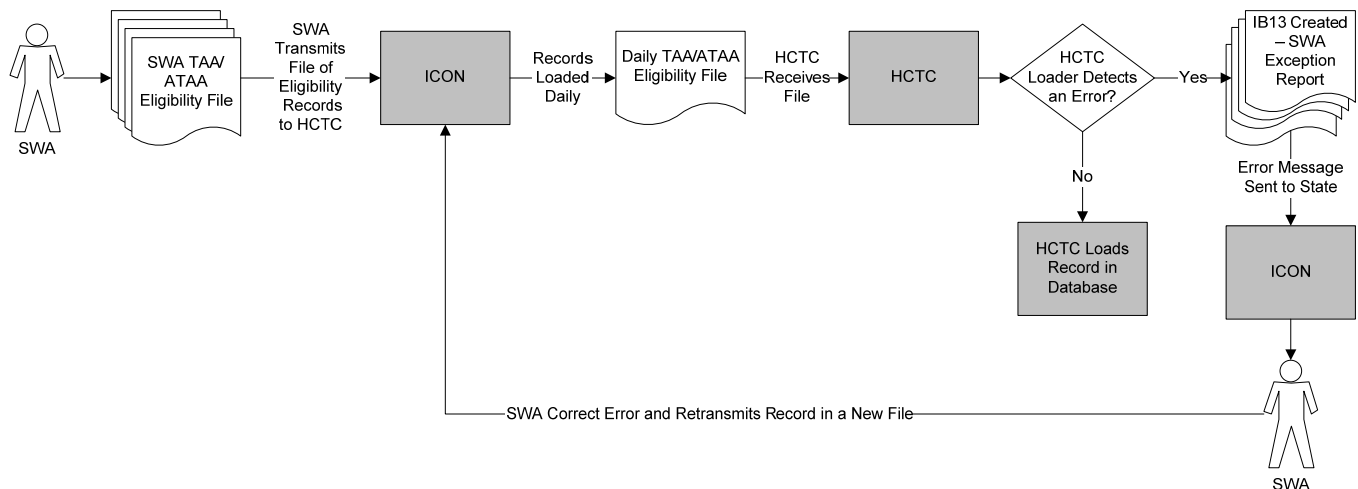 SWA
SWA TAA/
ATAA
Eligibility File
SWA
Transmits
File of
Eligibility
Records
to HCTC
ICON
Records
Loaded
Daily
Daily TAA/ATAA
Eligibility File
HCTC
Receives
File
HCTC
HCTC
Loader Detects
an Error?
Yes
IB13 Created
– SWA
Exception
Report
No
HCTC Loads
Record in
Database
Error Message
Sent to State
ICON
SWA Correct Error and Retransmits Record in a New File
SWA